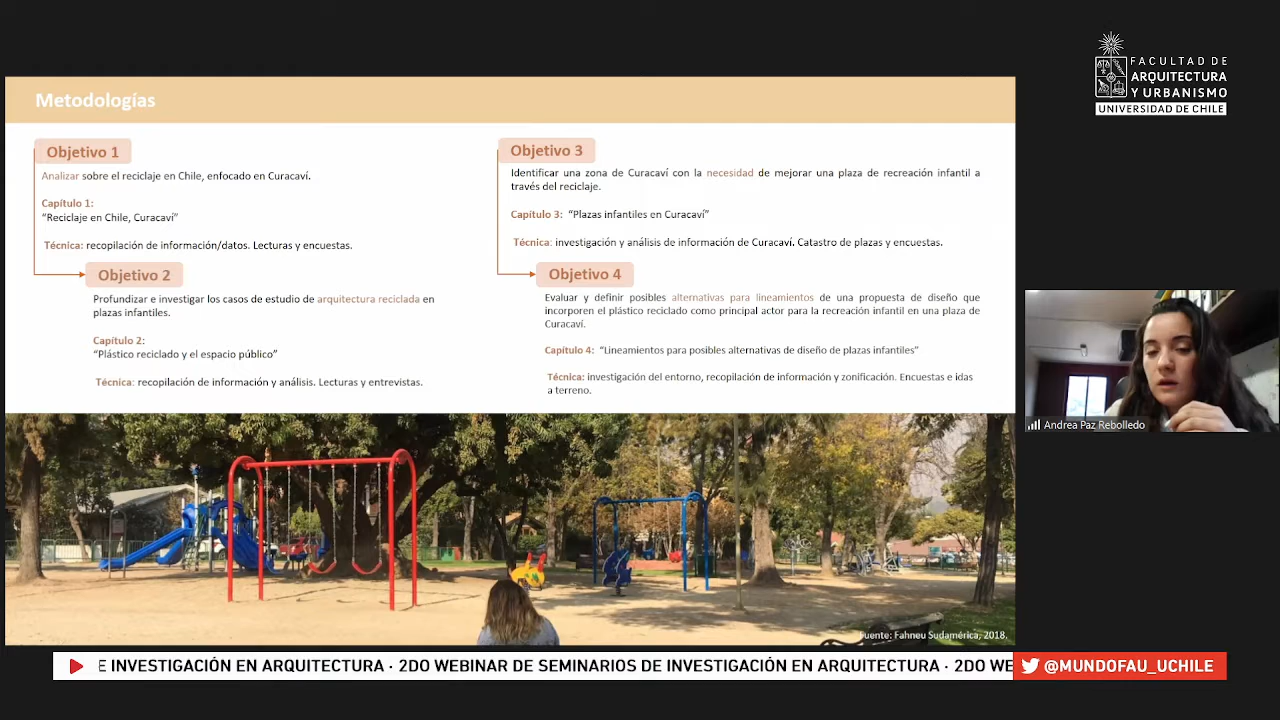 FACULTAD DE
ARQUITECTURA
Y URBANISMO
UNIVERSIDAD DE CHILE
Metodologías
Objetivo 1
Analizar sobre el reciclaje en Chile, enfocado en Curacaví.
Capítulo 1:
“Reciclaje en Chile, Curacaví”
Técnica: recopilación de información/datos. Lecturas y encuestas.
Objetivo 2
Profundizar e investigar los casos de estudio de arquitectura reciclada en
plazas infantiles.
Capítulo 2:
“Plástico reciclado y el espacio público”
Técnica: recopilación de información y análisis. Lecturas y entrevistas.
Objetivo 3
Identificar una zona de Curacaví con la necesidad de mejorar una plaza de recreación infantil a
través del reciclaje.
Capítulo 3: “Plazas infantiles en Curacaví”
Técnica: investigación y análisis de información de Curacaví. Catastro de plazas y encuestas.
Objetivo 4
Evaluar y definir posibles alternativas para lineamientos de una propuesta de diseño que
incorporen el plástico reciclado como principal actor para la recreación infantil en una plaza de
Curacaví.
Capítulo 4: “Lineamientos para posibles alternativas de diseño de plazas infantiles”
Técnica: investigación del entorno, recopilación de información y zonificación. Encuestas e idas
a terreno.
Fuente: Fahneu Sudamérica, 2018.
Andrea Paz Rebolledo
E INVESTIGACIÓN EN ARQUITECTURA · 2DO WEBINAR DE SEMINARIOS DE INVESTIGACIÓN EN ARQUITECTURA · 2DO WE
@MUNDOFAU_UCHILE